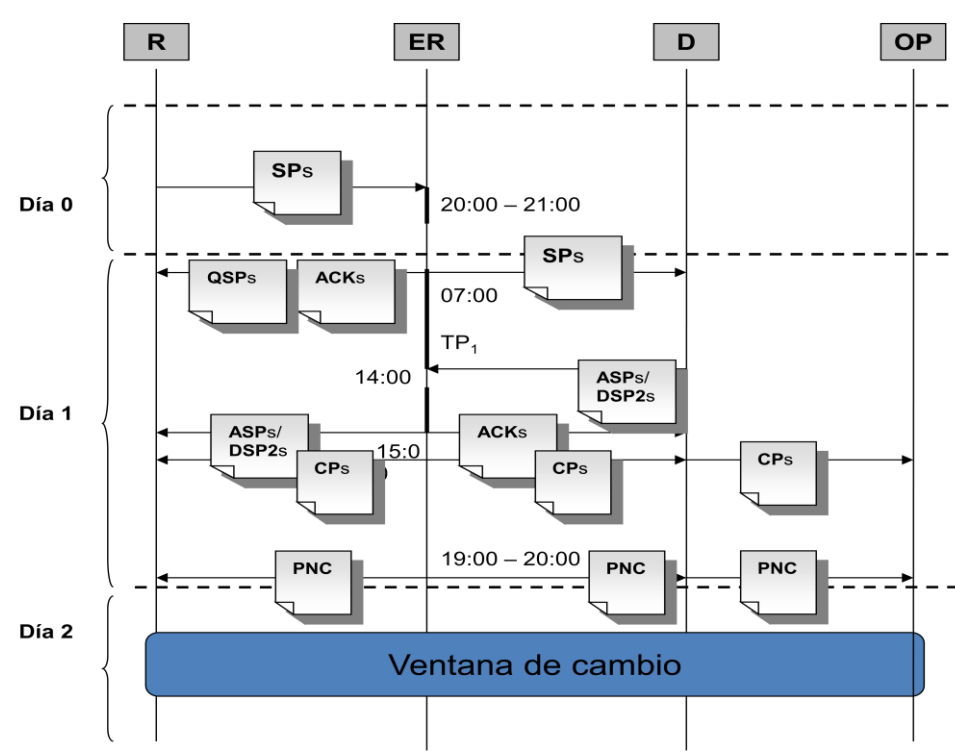 R
ER
D
OP
Día 0
SPs
20:00 – 21:00
Día 1
QSPs
ACKs
SPs
07:00
TP1
14:00
ASPs/
DSP2s
ASPs/
DSP2s
15:0
0
ACKs
CPs
CPs
CPs
19:00 – 20:00
PNC
PNC
PNC
Día 2
Ventana de cambio